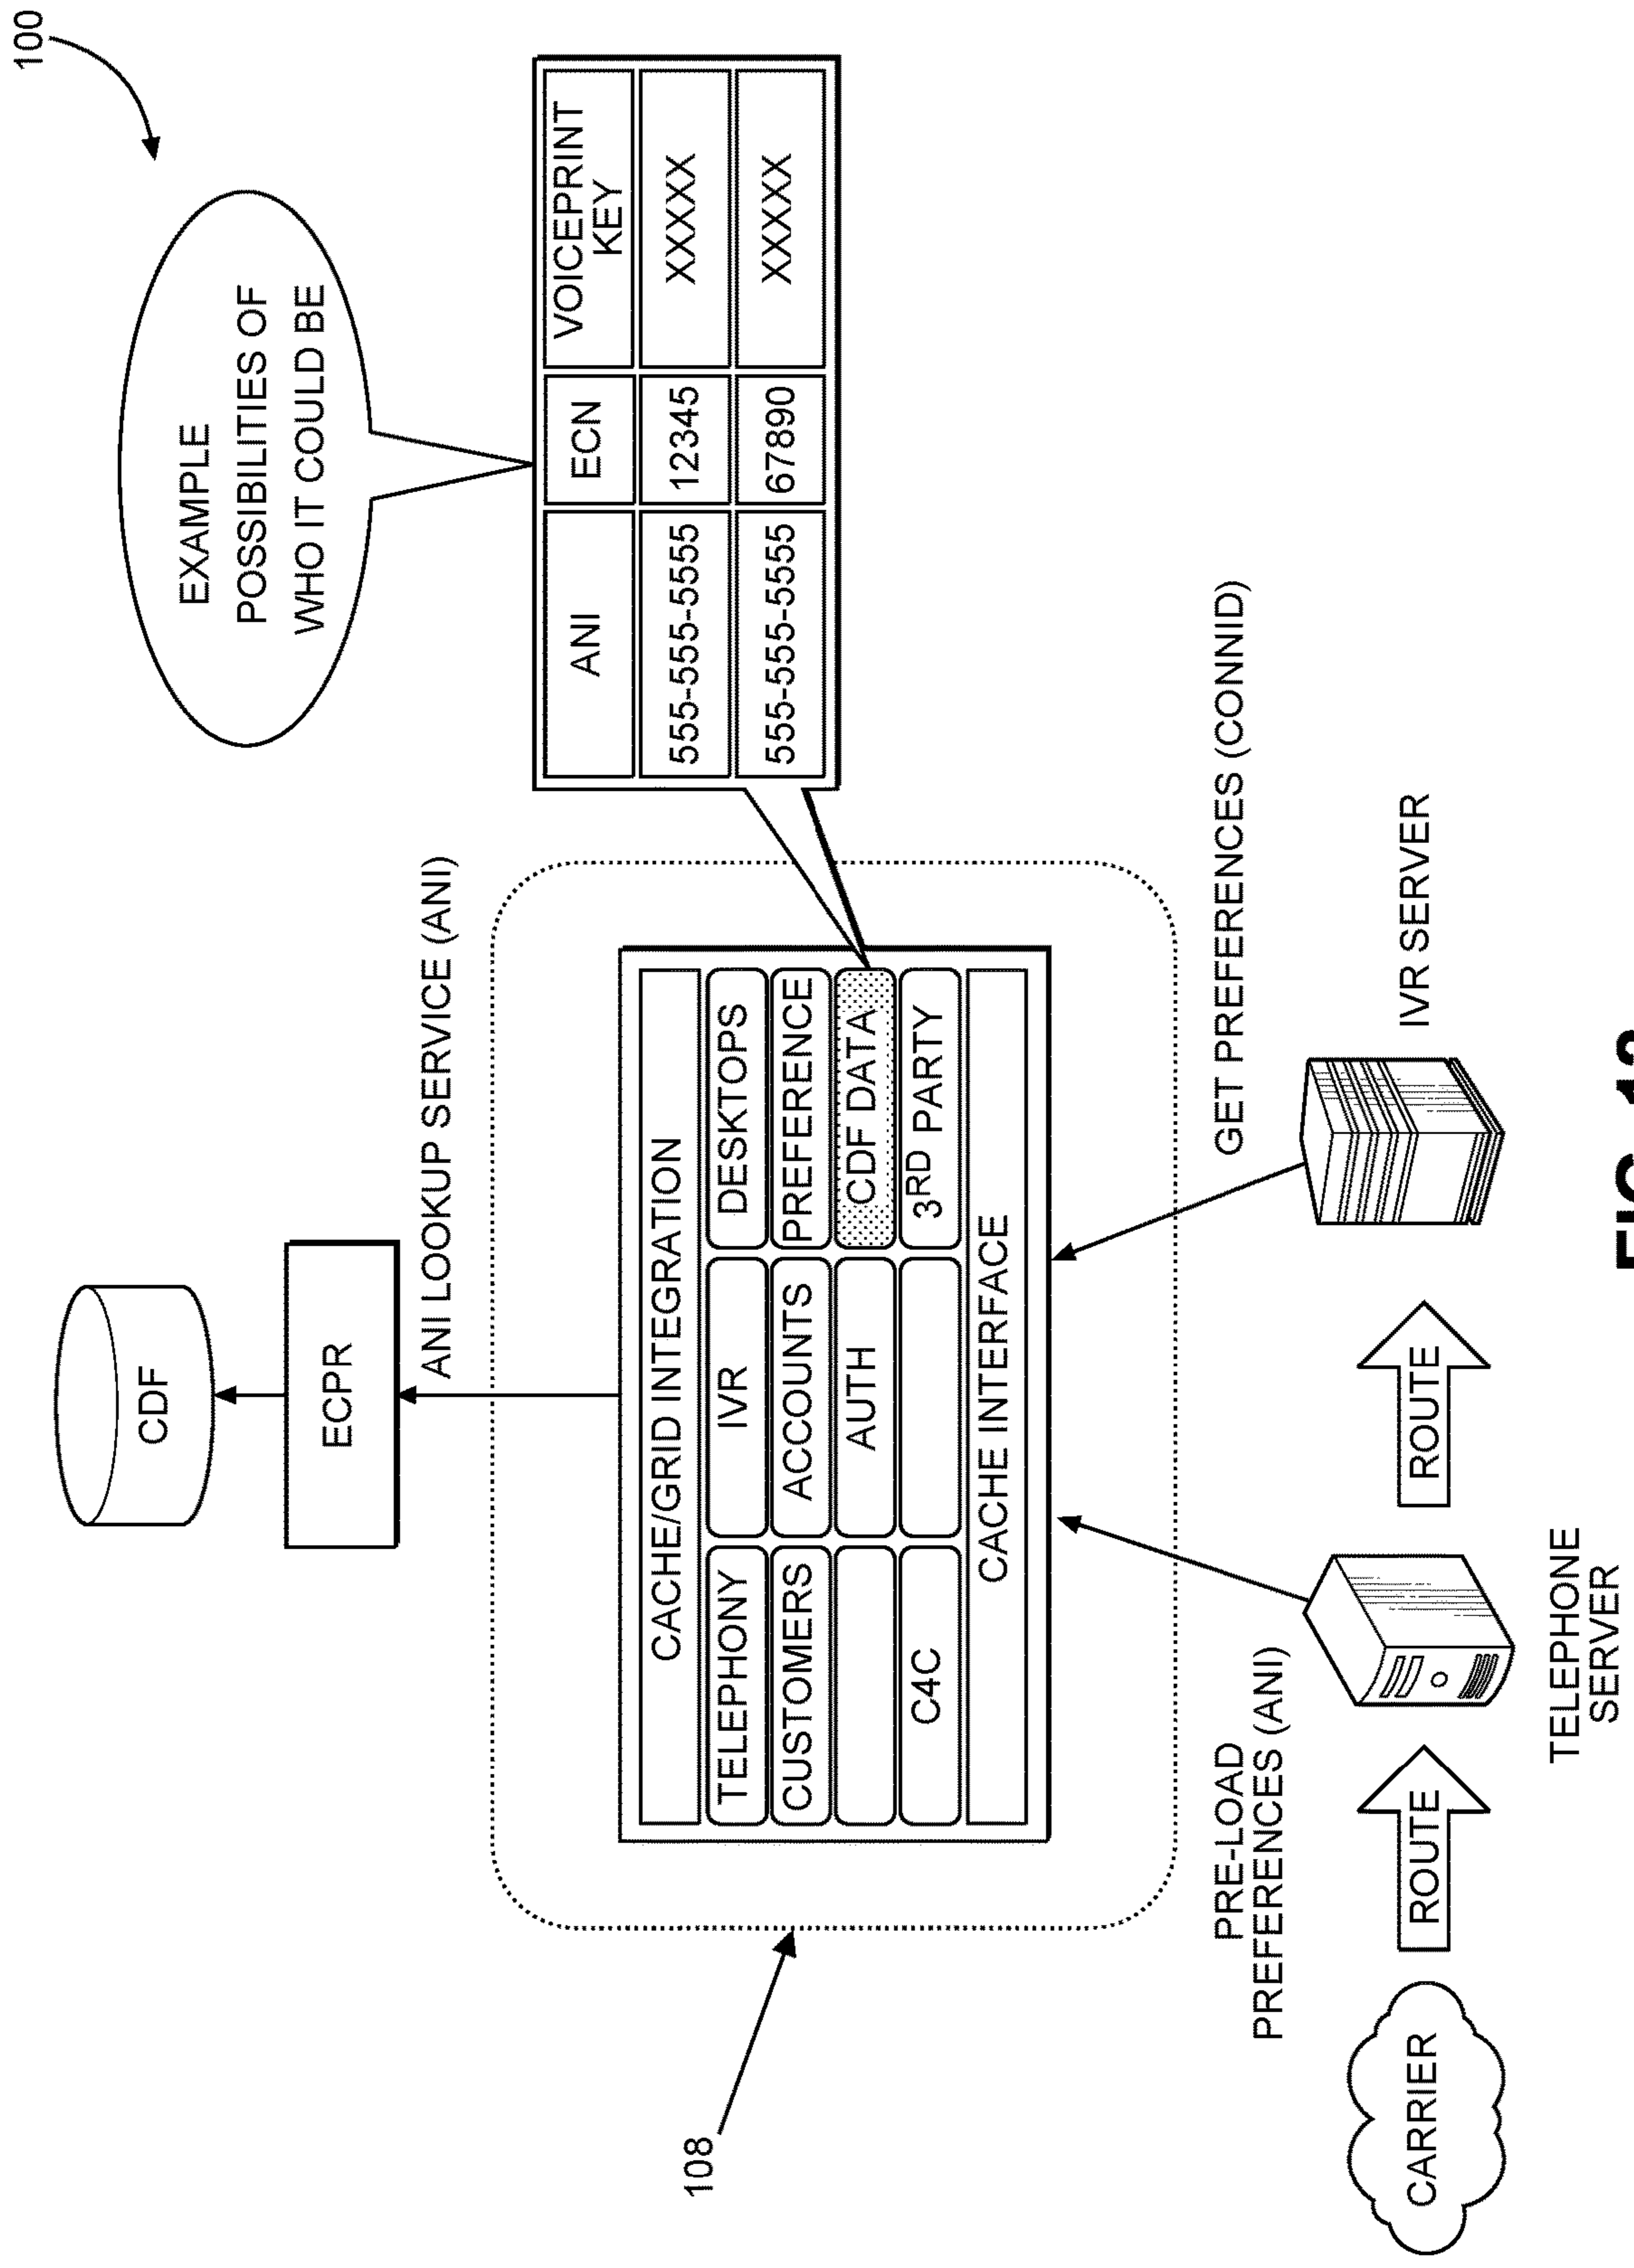 100
EXAMPLE
POSSIBILITIES OF
WHO IT COULD BE
CDF
ECPR
ANI LOOKUP SERVICE (ANI)
ANI
ECN
VOICEPRINT
KEY
555-555-5555
12345
XXXXX
555-555-5555
67890
XXXXX
108
CACHE/GRID INTEGRATION
TELEPHONY
IVR
DESKTOPS
CUSTOMERS
ACCOUNTS
PREFERENCE
AUTH
CDF DATA
C4C
3RD PARTY
CACHE INTERFACE
PRE-LOAD
PREFERENCES (ANI)
GET PREFERENCES (CONNID)
CARRIER
ROUTE
TELEPHONE
SERVER
ROUTE
IVR SERVER